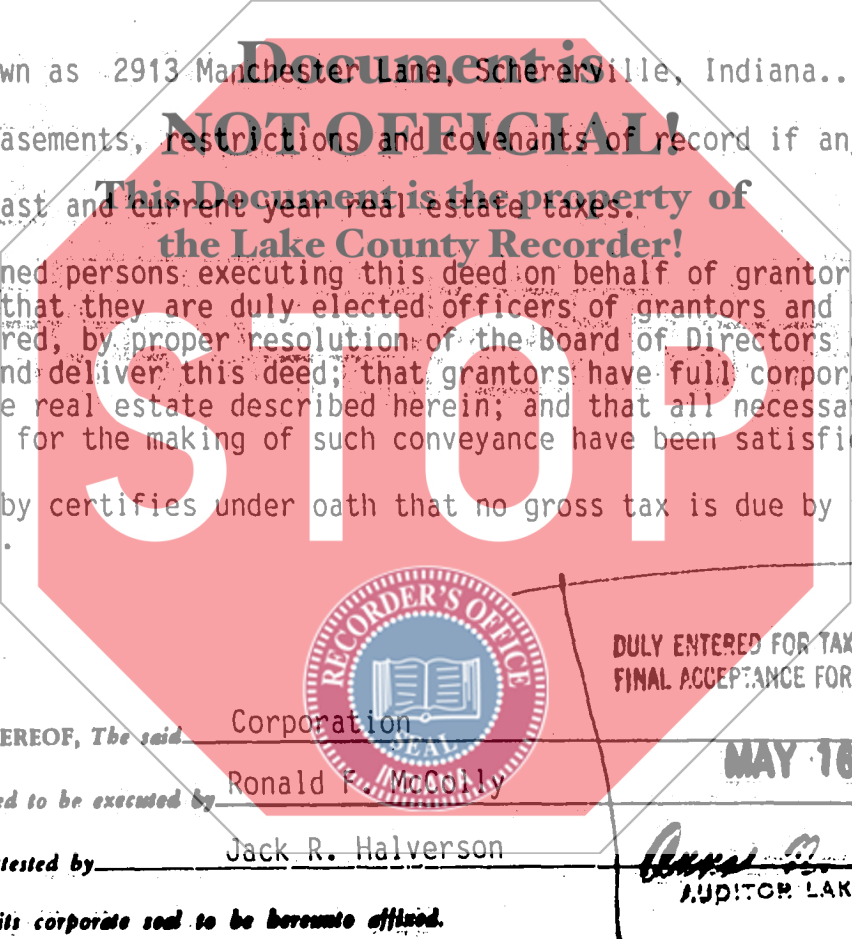 Document is
wn as 2913 Manchester Lane, Schererville, Indiana..
NOT OFFICIAL!
asements, restrictions and covenants of record if an
This Document is the property of
ast and current year real estate taxes.
the Lake County Recorder!
ned persons executing this deed on behalf of grantor
that they are duly elected officers of grantors and
red, by proper resolution of the Board of Directors
nd deliver this deed; that grantors have full corpor
e real estate described herein; and that all necessa
for the making of such conveyance have been satisfie
STOP
by certifies under oath that no gross tax is due by
.
RECORDER'S OFFICE
DULY ENTERED FOR TAX
FINAL ACCEPTANCE FOR
EREOF, The said Corporation
SEAL
INDIANA
MAY 16
ed to be executed by Ronald F. McColly
tested by Jack R. Halverson
AUDITOR LAK
its corporate seal to be hereunto affixed.